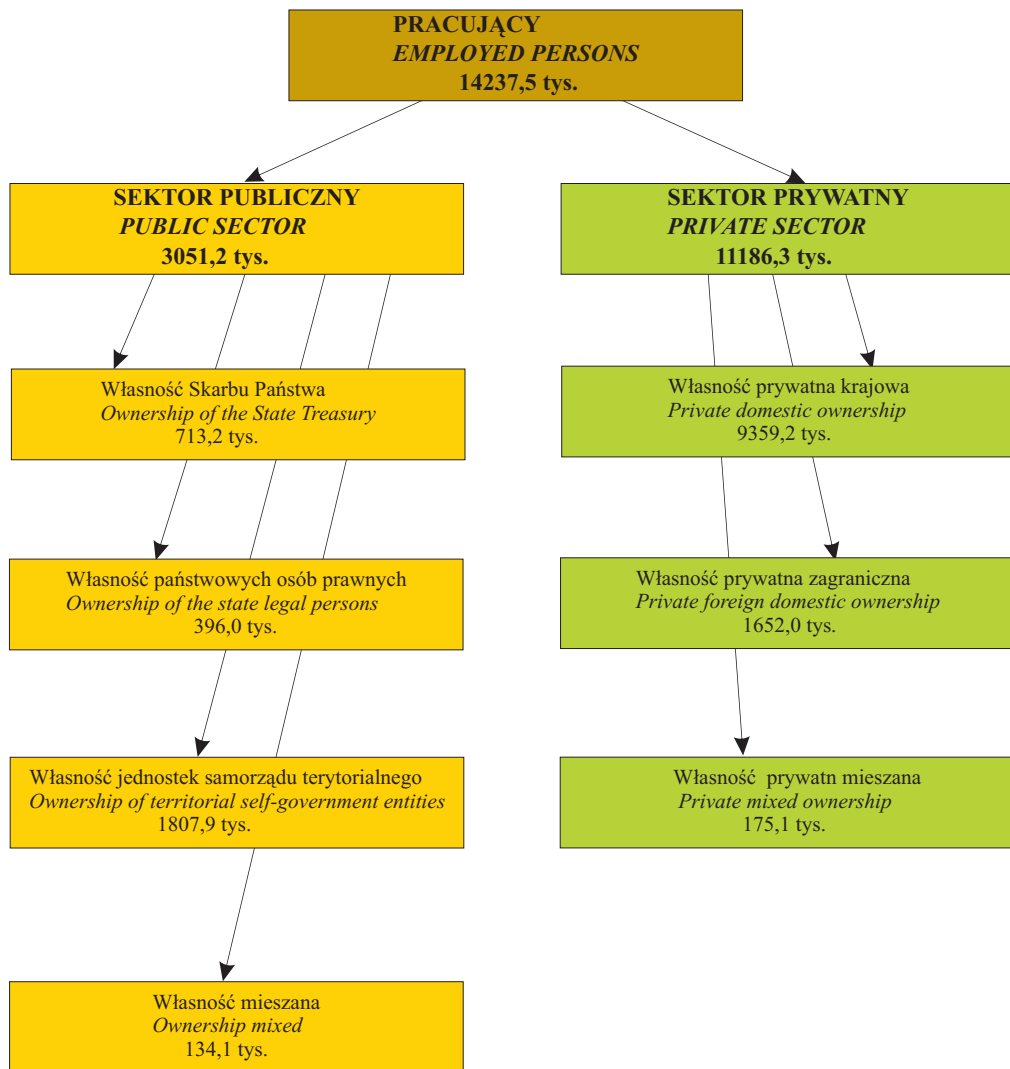 PRACUJĄCY
EMPLOYED PERSONS
14237,5 tys.
SEKTOR PUBLICZNY
PUBLIC SECTOR
3051,2 tys.
SEKTOR PRYWATNY
PRIVATE SECTOR
11186,3 tys.
Własność Skarbu Państwa
Ownership of the State Treasury
713,2 tys.
Własność prywatna krajowa
Private domestic ownership
9359,2 tys.
Własność państwowych osób prawnych
Ownership of the state legal persons
396,0 tys.
Własność prywatna zagraniczna
Private foreign domestic ownership
1652,0 tys.
Własność jednostek samorządu terytorialnego
Ownership of territorial self-government entities
1807,9 tys.
Własność prywatn mieszana
Private mixed ownership
175,1 tys.
Własność mieszana
Ownership mixed
134,1 tys.